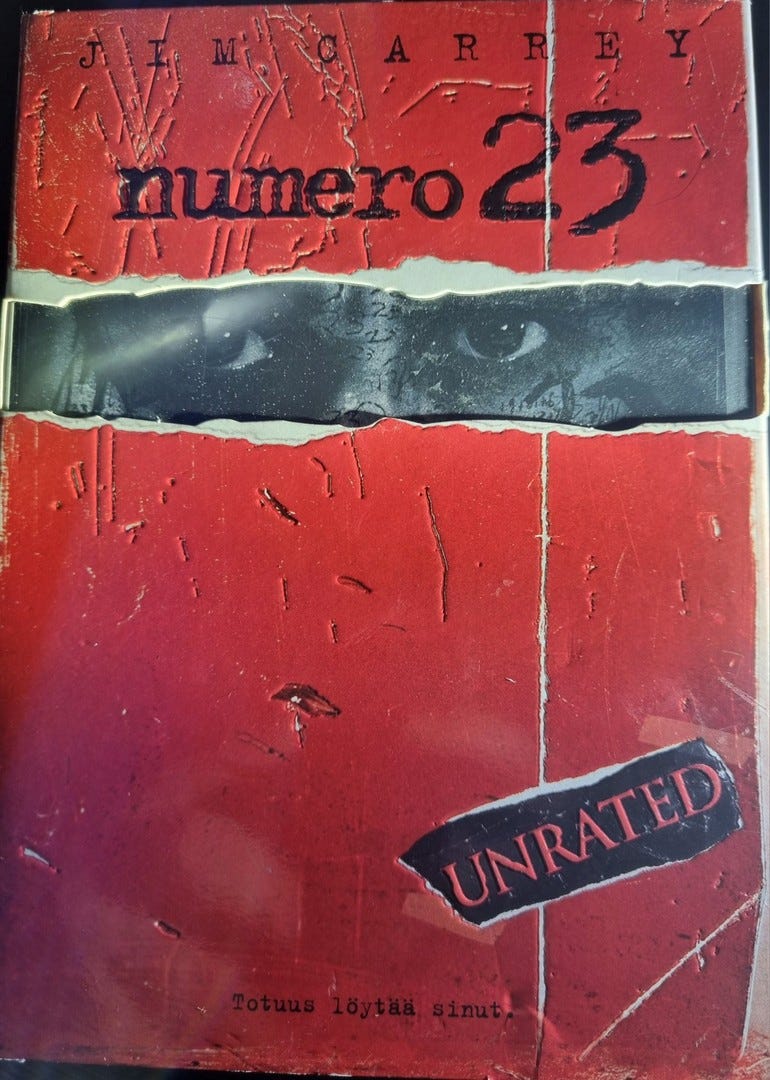 JIM CARREY
numero 23
UNRATED
Totuus löytää sinut.